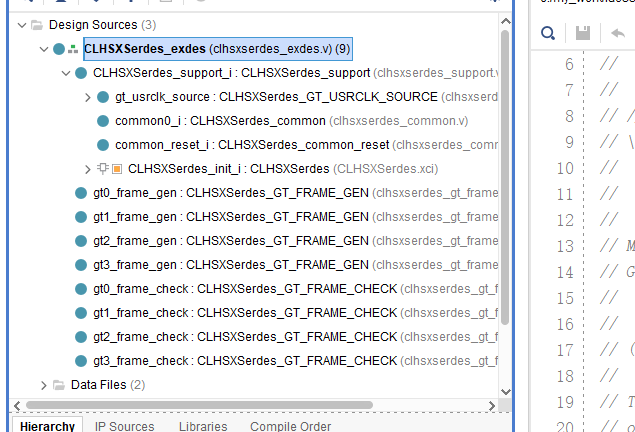 Design Sources (3)
CLHSXSerdes_exdes (clhsxserdes_exdes.v) (9)
CLHSXSerdes_support_i : CLHSXSerdes_support (clhsxserdes_support.v
gt_usrclk_source : CLHSXSerdes_GT_USRCLK_SOURCE (clhsxserdes
common0_i : CLHSXSerdes_common (clhsxserdes_common.v)
common_reset_i : CLHSXSerdes_common_reset (clhsxserdes_comm
CLHSXSerdes_init_i : CLHSXSerdes (CLHSXSerdes.xci)
gt0_frame_gen : CLHSXSerdes_GT_FRAME_GEN (clhsxserdes_gt_frame
gt1_frame_gen : CLHSXSerdes_GT_FRAME_GEN (clhsxserdes_gt_frame
gt2_frame_gen : CLHSXSerdes_GT_FRAME_GEN (clhsxserdes_gt_frame
gt3_frame_gen : CLHSXSerdes_GT_FRAME_GEN (clhsxserdes_gt_frame
gt0_frame_check : CLHSXSerdes_GT_FRAME_CHECK (clhsxserdes_gt_f
gt1_frame_check : CLHSXSerdes_GT_FRAME_CHECK (clhsxserdes_gt_f
gt2_frame_check : CLHSXSerdes_GT_FRAME_CHECK (clhsxserdes_gt_f
gt3_frame_check : CLHSXSerdes_GT_FRAME_CHECK (clhsxserdes_gt_f
Data Files (2)
Hierarchy IP Sources Libraries Compile Order
6 //
7 //
8 // /
9 // \
10 //
11 //
12 //
13 // M
14 // G
15 //
16 //
17 // (
18 //
19 // T
20 // o